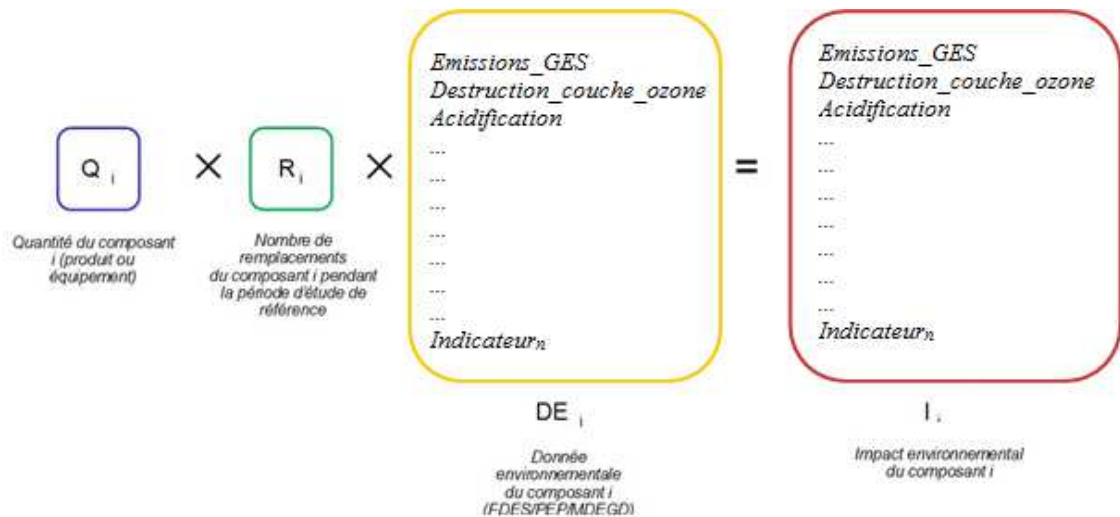 Emissions_GES
Destruction_couche_ozone
Acidification
...
...
...
...
...
...
...
Indicateurn
Emissions_GES
Destruction_couche_ozone
Acidification
...
...
...
...
...
...
...
Indicateurn
Q i
×
R i
×
=
Quantité du composant
i (produit ou
équipement)
Nombre de
remplacements
du composant i pendant
la période d'étude de
référence
DE i
Donnée
environnementale
du composant i
(FDES/PEP/MDEGD)
I i
Impact environnemental
du composant i